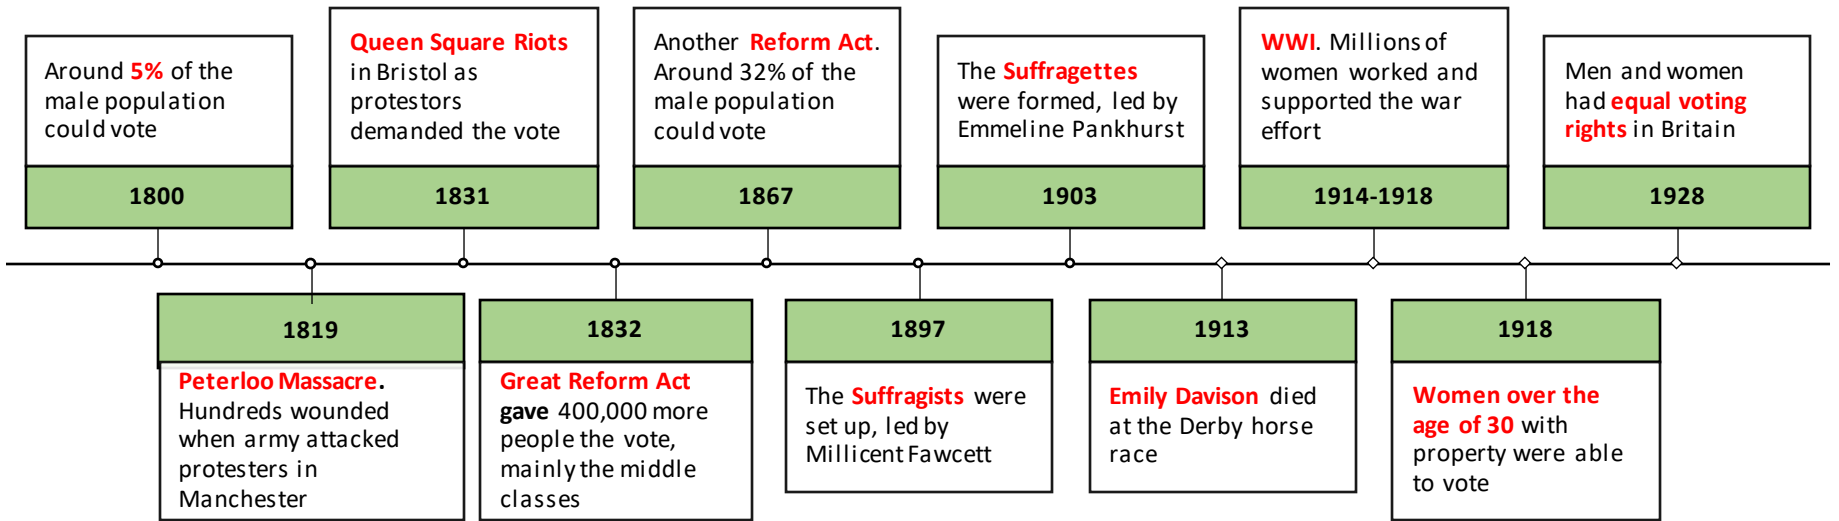 Around 5% of the
male population
could vote
1800
Queen Square Riots
in Bristol as
protestors
demanded the vote
1831
Another Reform Act.
Around 32% of the
male population
could vote
1867
The Suffragettes
were formed, led by
Emmeline Pankhurst
1903
WWI. Millions of
women worked and
supported the war
effort
1914-1918
Men and women
had equal voting
rights in Britain
1928
1819
Peterloo Massacre.
Hundreds wounded
when army attacked
protesters in
Manchester
1832
Great Reform Act
gave 400,000 more
people the vote,
mainly the middle
classes
1897
The Suffragists were
set up, led by
Millicent Fawcett
1913
Emily Davison died
at the Derby horse
race
1918
Women over the
age of 30 with
property were able
to vote